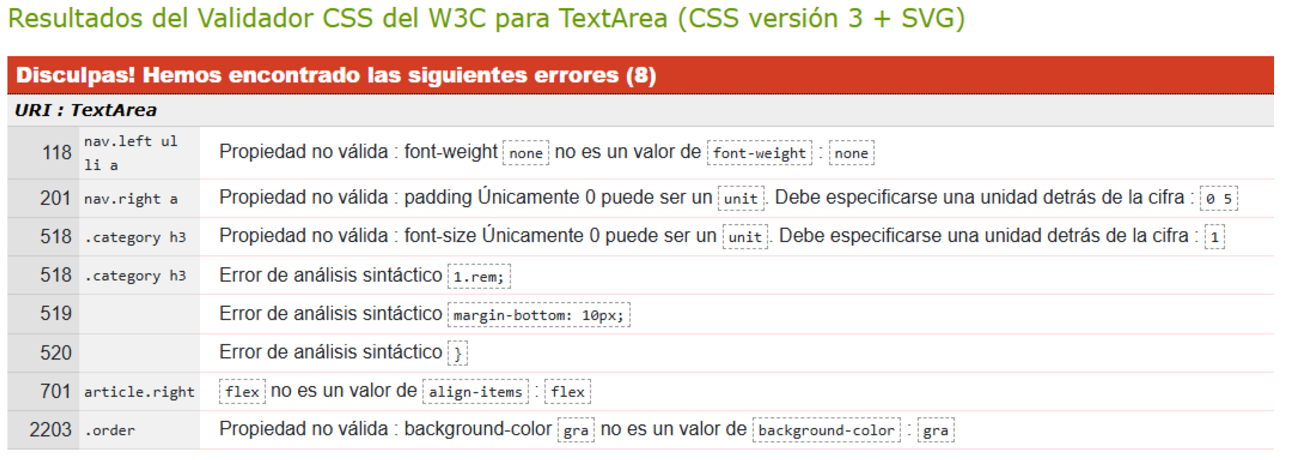 Resultados del Validador CSS del W3C para TextArea (CSS versión 3 + SVG)
Disculpas! Hemos encontrado las siguientes errores (8)
URI : TextArea
118 nav.left ul li a Propiedad no válida : font-weight none no es un valor de font-weight : none
201 nav.right a Propiedad no válida : padding Únicamente 0 puede ser un unit. Debe especificarse una unidad detrás de la cifra : 0 5
518 .category h3 Propiedad no válida : font-size Únicamente 0 puede ser un unit. Debe especificarse una unidad detrás de la cifra : 1
518 .category h3 Error de análisis sintáctico 1.rem;
519 Error de análisis sintáctico margin-bottom: 10px;
520 Error de análisis sintáctico }
701 article.right flex no es un valor de align-items : flex
2203 .order Propiedad no válida : background-color gra no es un valor de background-color : gra